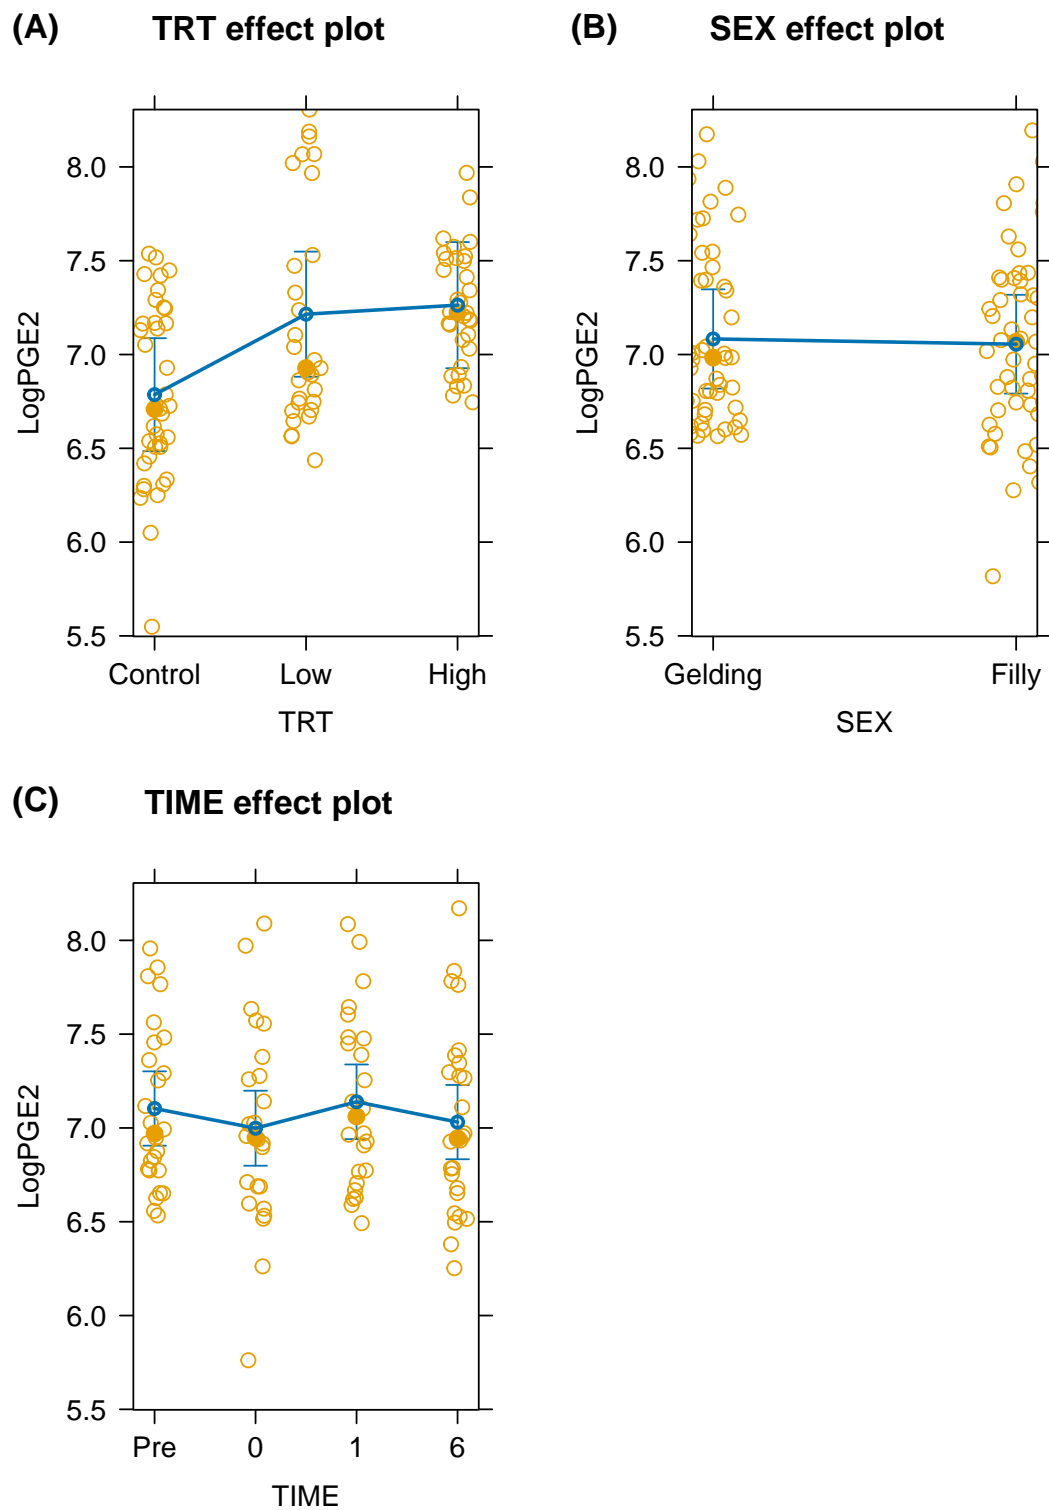 (A) TRT effect plot
8.0
7.5
7.0
6.5
6.0
5.5
LogPGE2
Control Low High
TRT
(B) SEX effect plot
8.0
7.5
7.0
6.5
6.0
5.5
LogPGE2
Gelding Filly
SEX
(C) TIME effect plot
8.0
7.5
7.0
6.5
6.0
5.5
LogPGE2
Pre 0 1 6
TIME